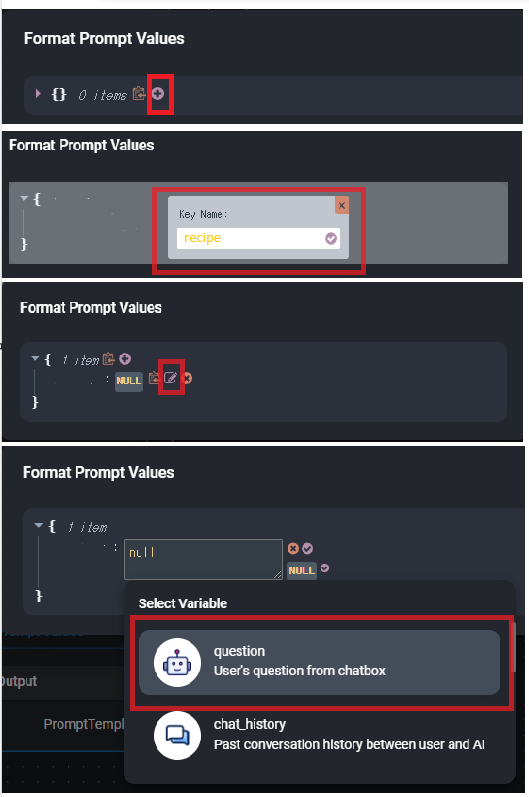 Format Prompt Values
{} 0 items
Format Prompt Values
{
Key Name:
recipe
}
Format Prompt Values
{ 1 item
: NULL
}
Format Prompt Values
{ 1 item
: null
NULL
}
Select Variable
question
User's question from chatbox
Output
PromptTempl
chat_history
Past conversation history between user and AI